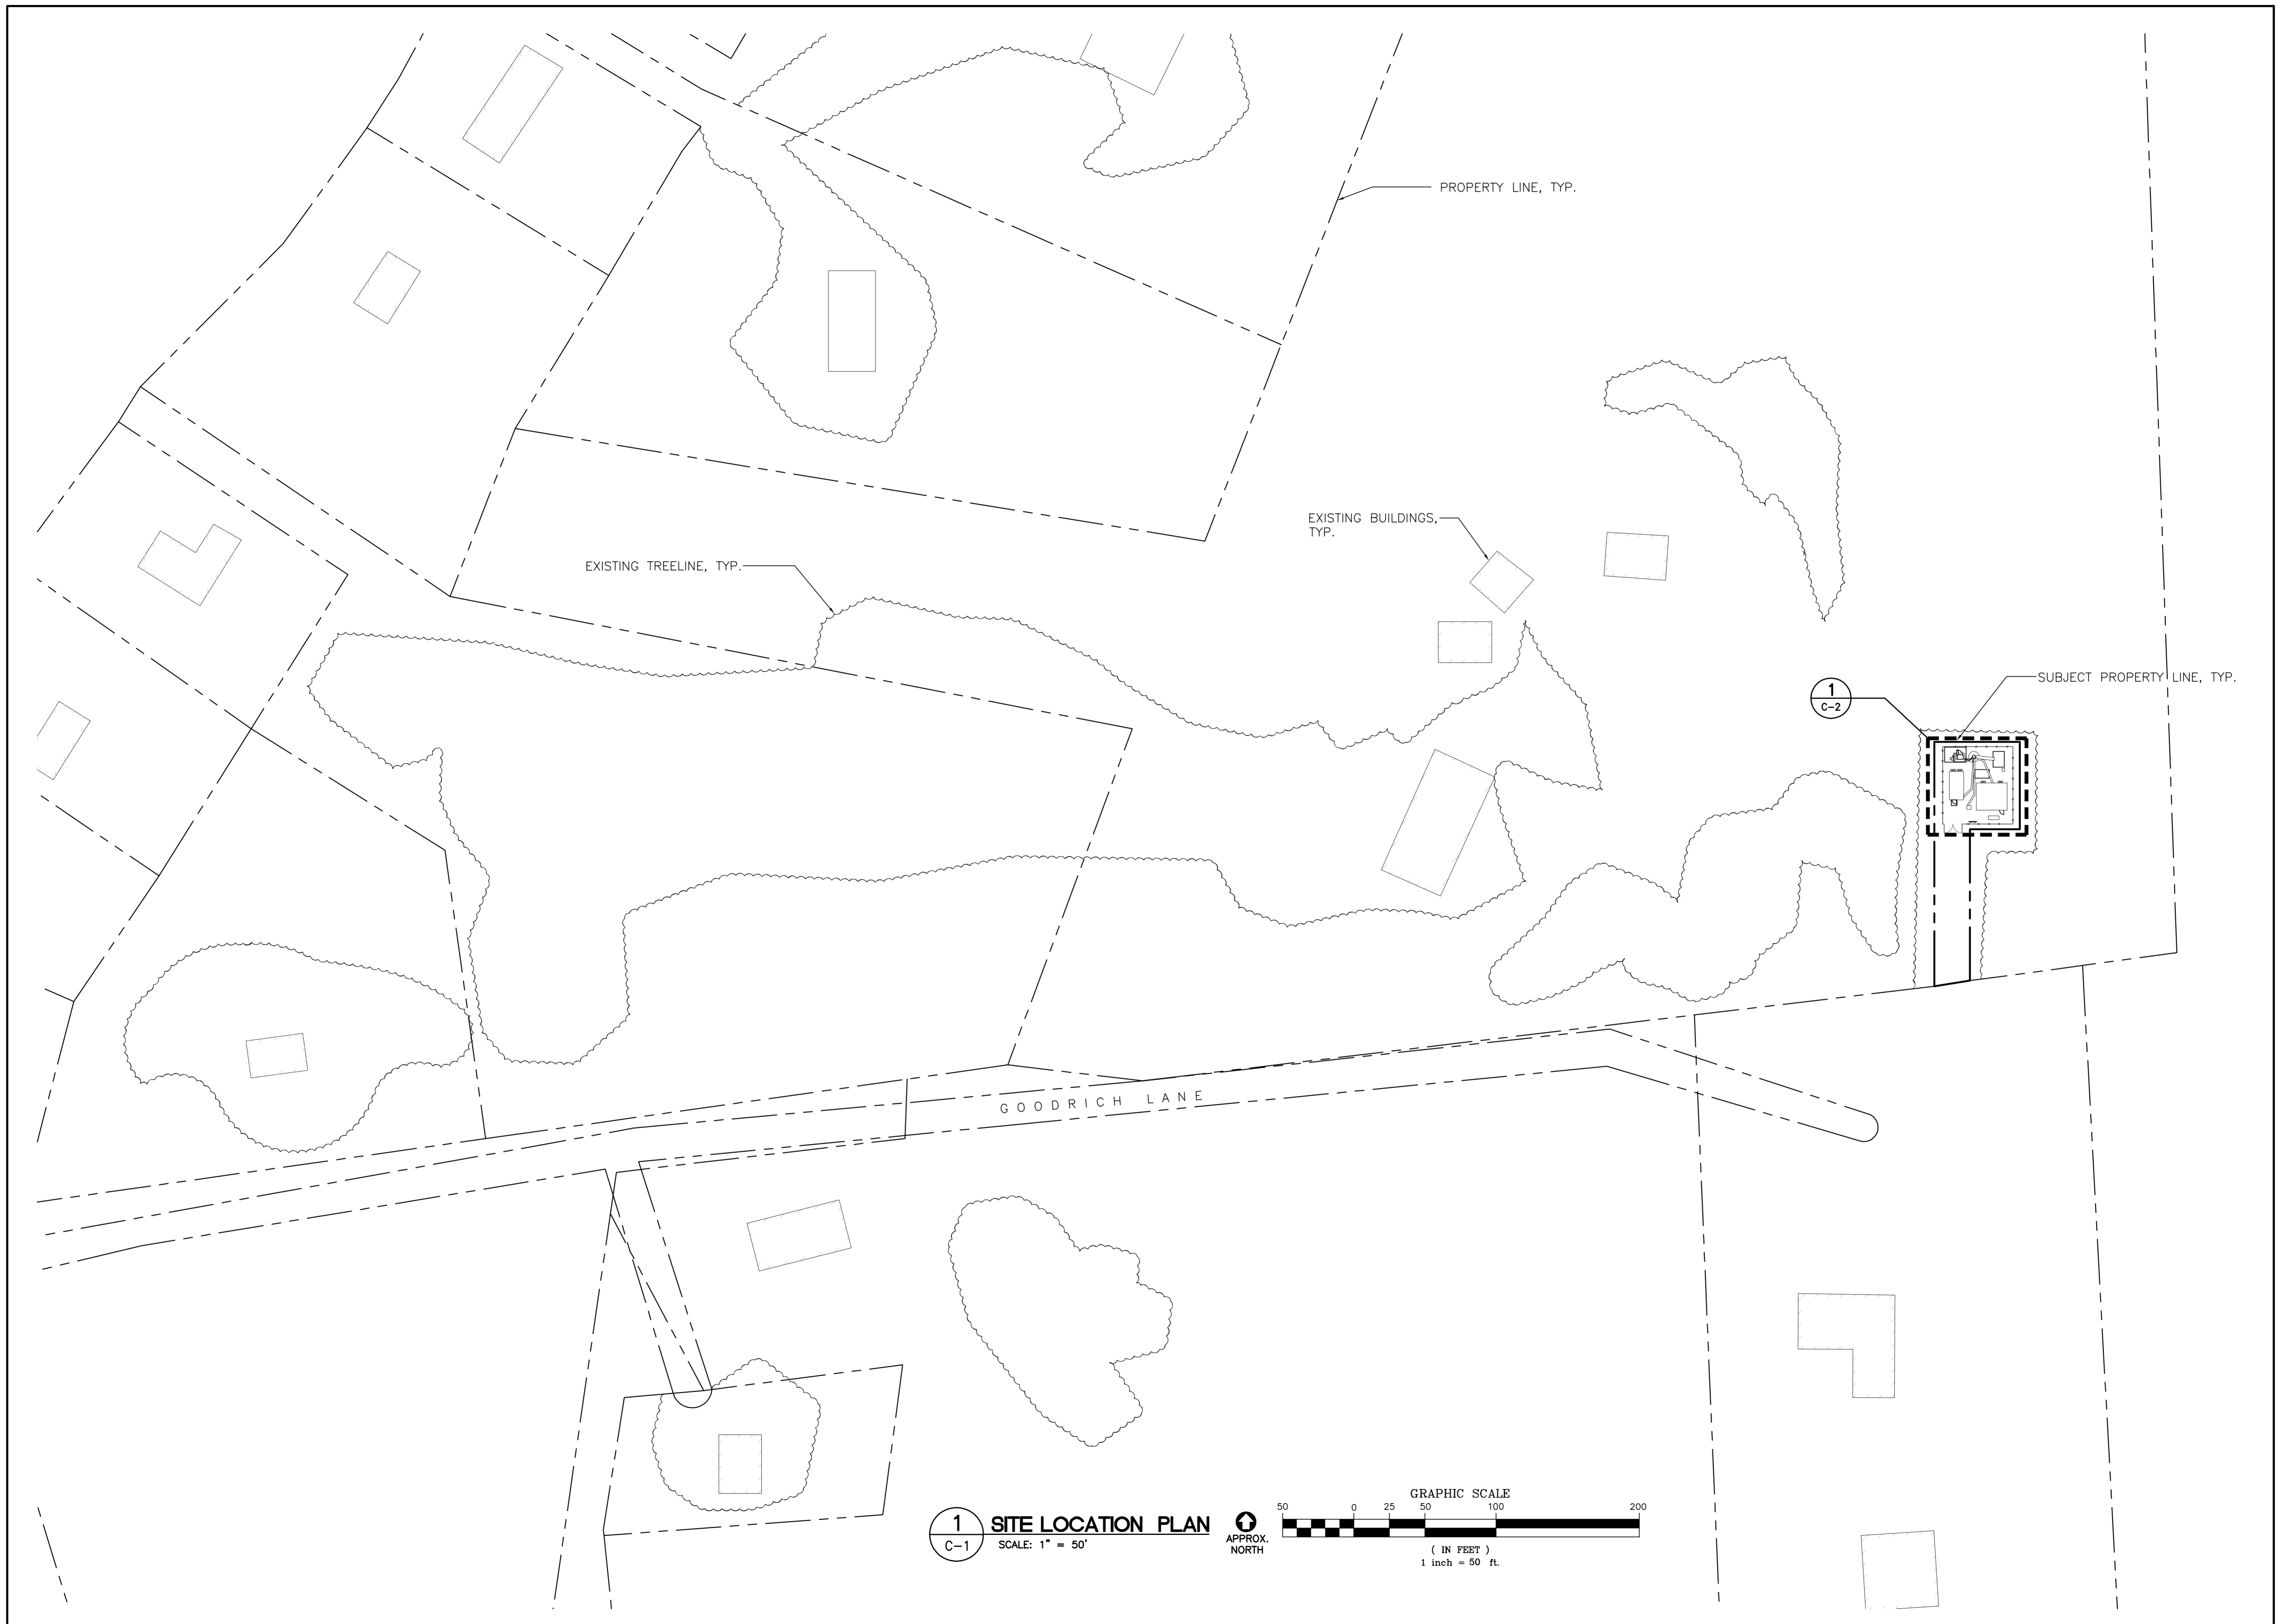 PROPERTY LINE, TYP.
EXISTING BUILDINGS,
TYP.
EXISTING TREELINE, TYP.
SUBJECT PROPERTY LINE, TYP.
1
C-2
GOODRICH LANE
1
C-1
SITE LOCATION PLAN
SCALE: 1" = 50'
APPROX.
NORTH
GRAPHIC SCALE
50 0 25 50 100 200
( IN FEET )
1 inch = 50 ft.